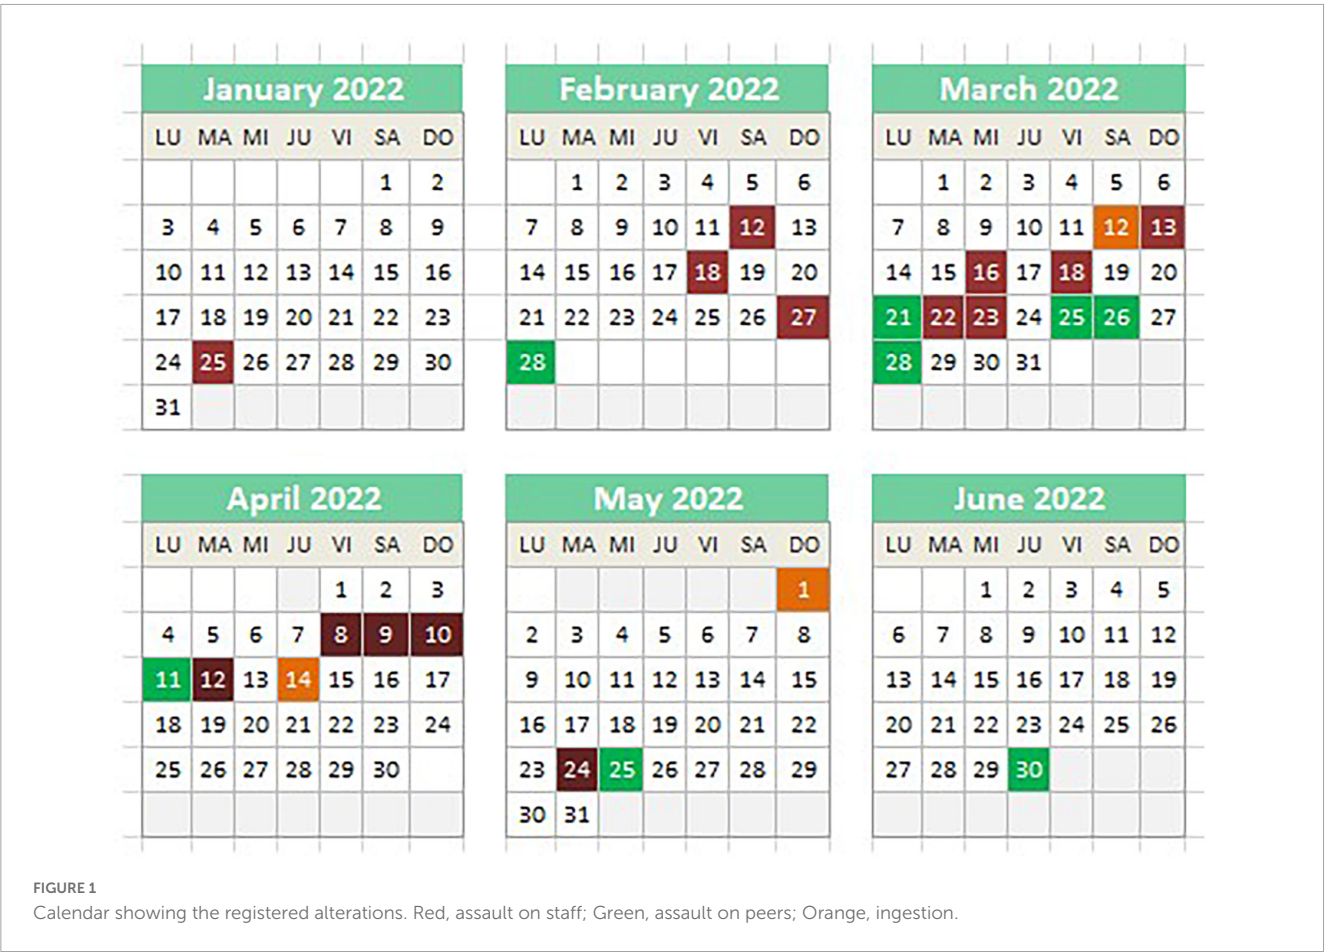 January 2022
LU MA MI JU VI SA DO
1 2
3 4 5 6 7 8 9
10 11 12 13 14 15 16
17 18 19 20 21 22 23
24 25 26 27 28 29 30
31
February 2022
LU MA MI JU VI SA DO
1 2 3 4 5 6
7 8 9 10 11 12 13
14 15 16 17 18 19 20
21 22 23 24 25 26 27
28
March 2022
LU MA MI JU VI SA DO
1 2 3 4 5 6
7 8 9 10 11 12 13
14 15 16 17 18 19 20
21 22 23 24 25 26 27
28 29 30 31
April 2022
LU MA MI JU VI SA DO
1 2 3
4 5 6 7 8 9 10
11 12 13 14 15 16 17
18 19 20 21 22 23 24
25 26 27 28 29 30
May 2022
LU MA MI JU VI SA DO
1
2 3 4 5 6 7 8
9 10 11 12 13 14 15
16 17 18 19 20 21 22
23 24 25 26 27 28 29
30 31
June 2022
LU MA MI JU VI SA DO
1 2 3 4 5
6 7 8 9 10 11 12
13 14 15 16 17 18 19
20 21 22 23 24 25 26
27 28 29 30
FIGURE 1
Calendar showing the registered alterations. Red, assault on staff; Green, assault on peers; Orange, ingestion.